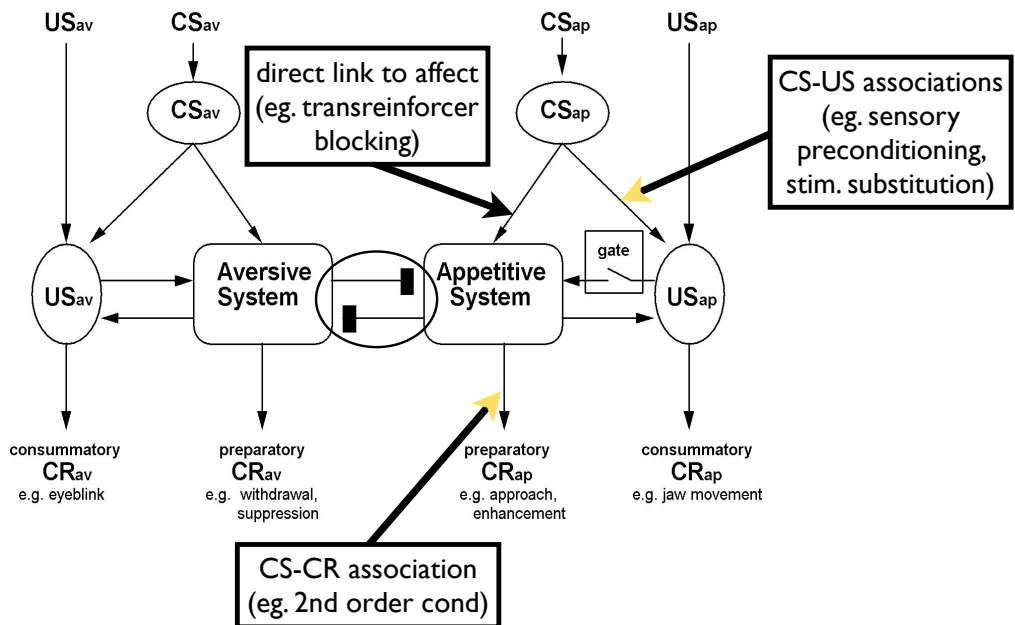 USav
CSav
CSap
USap
direct link to affect
(eg. transreinforcer
blocking)
CS-US associations
(eg. sensory
preconditioning,
stim. substitution)
CSav
CSap
gate
USav
Aversive
System
Appetitive
System
USap
consummatory
CRav
e.g. eyeblink
preparatory
CRav
e.g. withdrawal,
suppression
preparatory
CRap
e.g. approach,
enhancement
consummatory
CRap
e.g. jaw movement
CS-CR association
(eg. 2nd order cond)